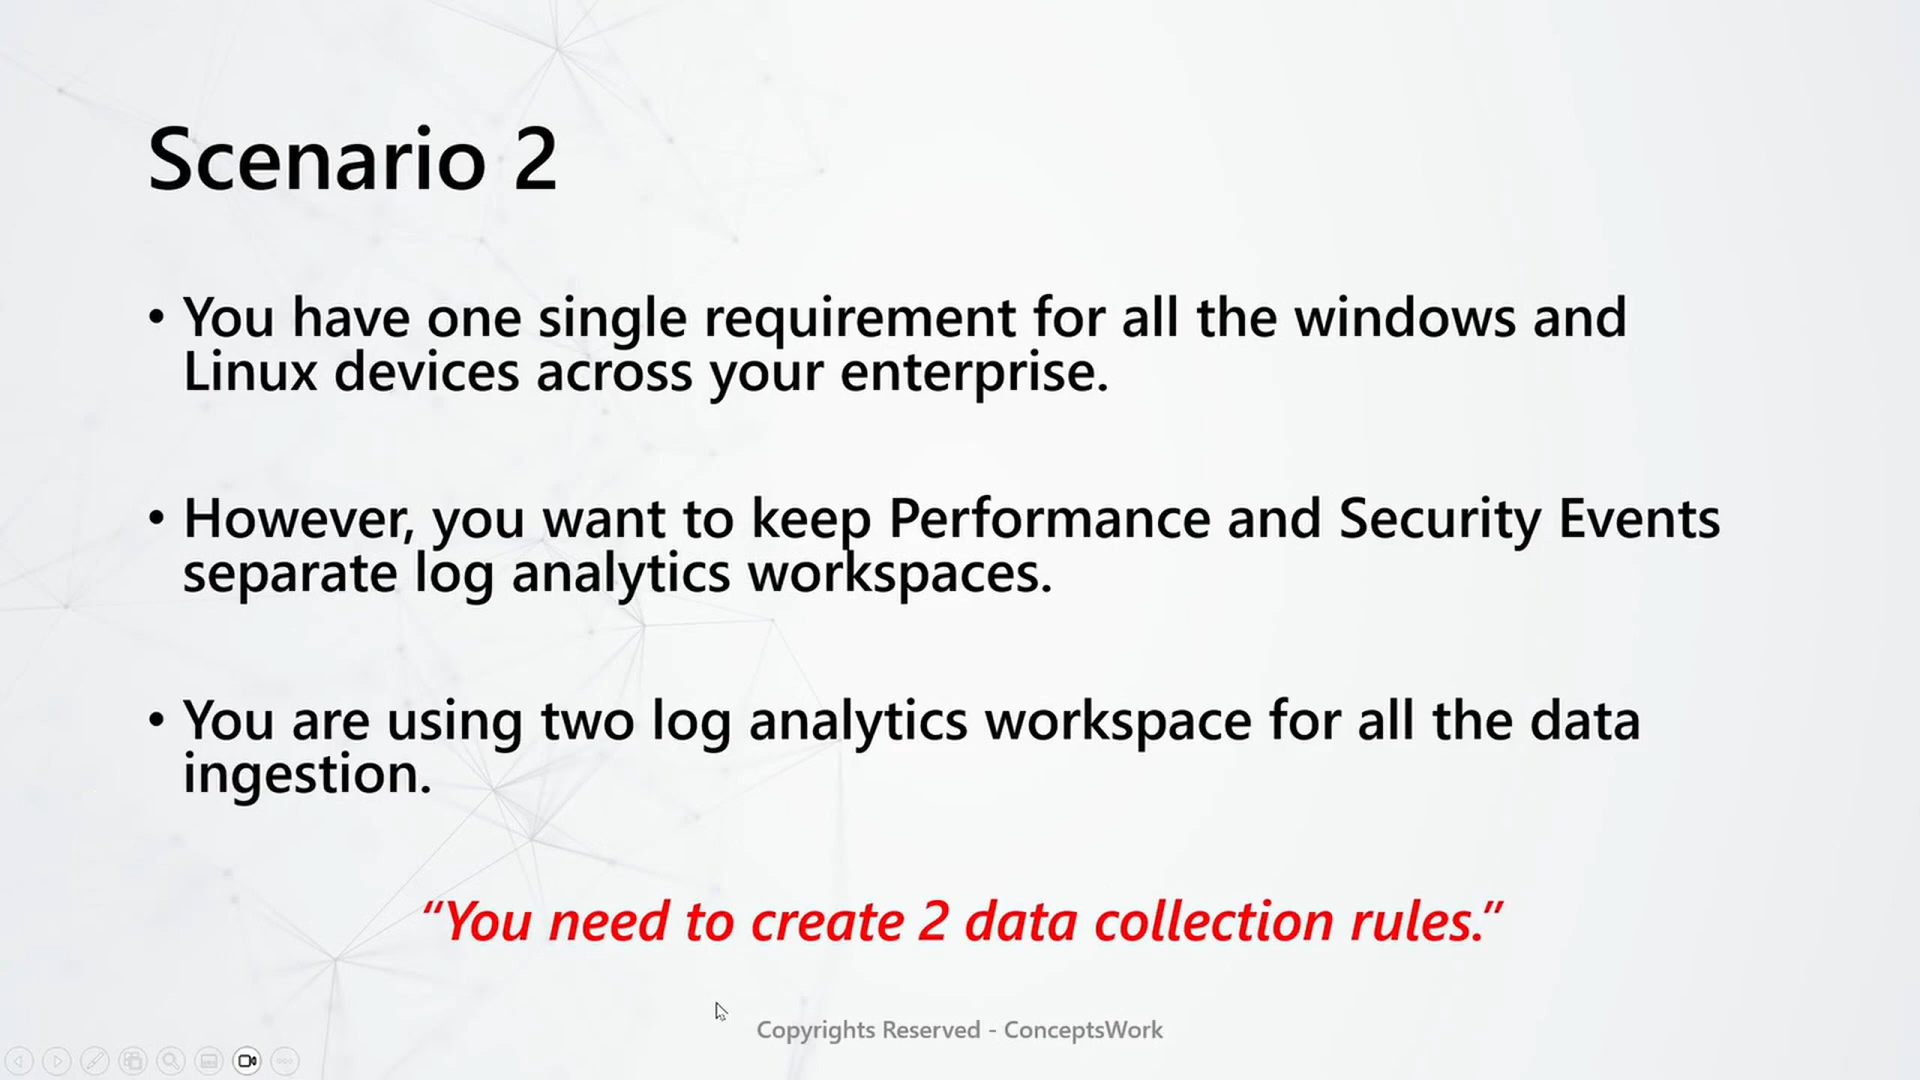 Scenario 2
• You have one single requirement for all the windows and
Linux devices across your enterprise.
• However, you want to keep Performance and Security Events
separate log analytics workspaces.
• You are using two log analytics workspace for all the data
ingestion.
“You need to create 2 data collection rules.”
Copyrights Reserved - ConceptsWork